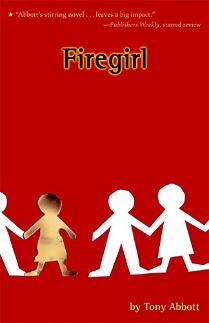 ★ "Abbott's stirring novel . . . leaves a big impact."
—Publishers Weekly, starred review
Firegirl
by Tony Abbott